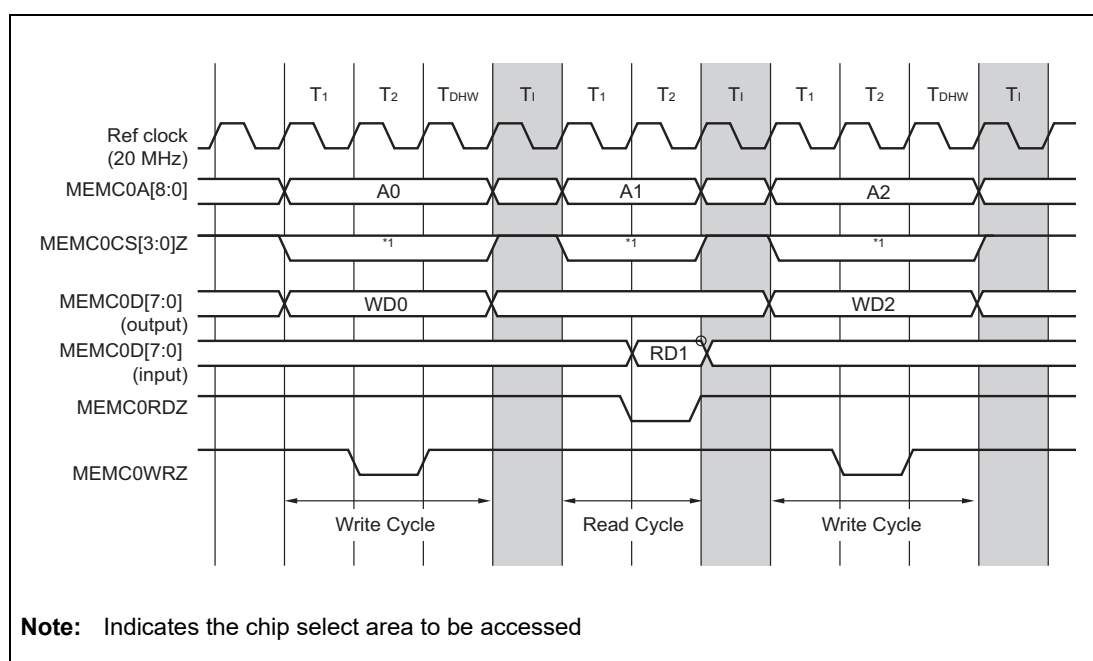 T1 T2 TDHW TI T1 T2 TI T1 T2 TDHW TI
Ref clock
(20 MHz)
MEMC0A[8:0] A0 A1 A2
MEMC0CS[3:0]Z *1 *1 *1
MEMC0D[7:0] WD0 WD2
(output)
MEMC0D[7:0] RD1
(input)
MEMC0RDZ
MEMC0WRZ
Write Cycle Read Cycle Write Cycle
Note: Indicates the chip select area to be accessed